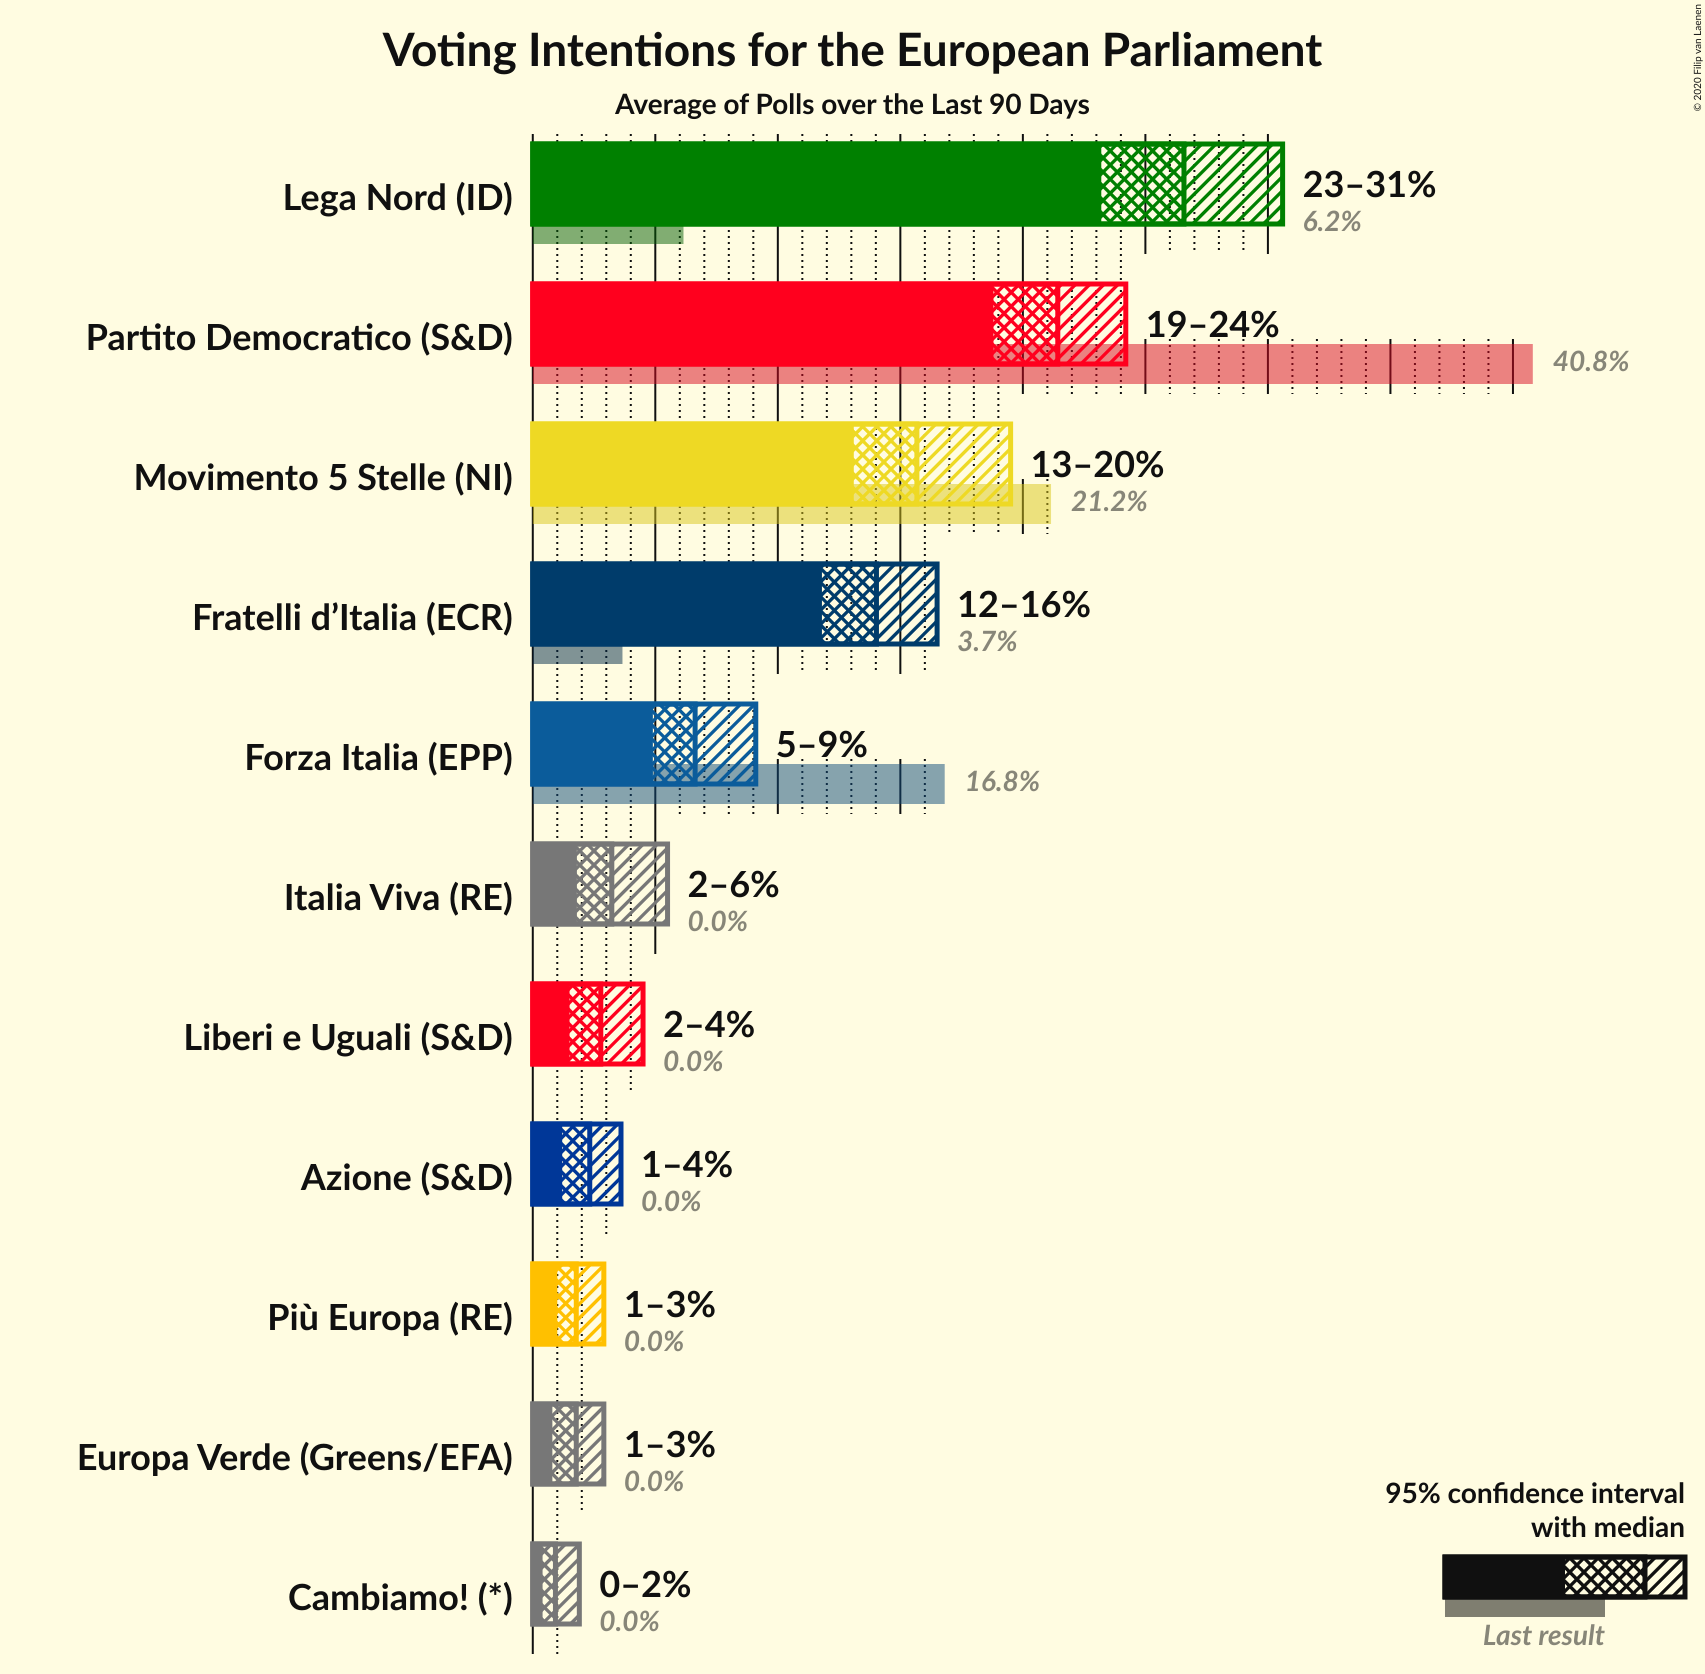 Voting Intentions for the European Parliament
Average of Polls over the Last 90 Days
© 2020 Filip van Laenen
Lega Nord (ID)
23–31%
6.2%
Partito Democratico (S&D)
19–24%
40.8%
Movimento 5 Stelle (NI)
13–20%
21.2%
Fratelli d’Italia (ECR)
12–16%
3.7%
Forza Italia (EPP)
5–9%
16.8%
Italia Viva (RE)
2–6%
0.0%
Liberi e Uguali (S&D)
2–4%
0.0%
Azione (S&D)
1–4%
0.0%
Più Europa (RE)
1–3%
0.0%
Europa Verde (Greens/EFA)
1–3%
0.0%
Cambiamo! (*)
0–2%
0.0%
95% confidence interval
with median
Last result